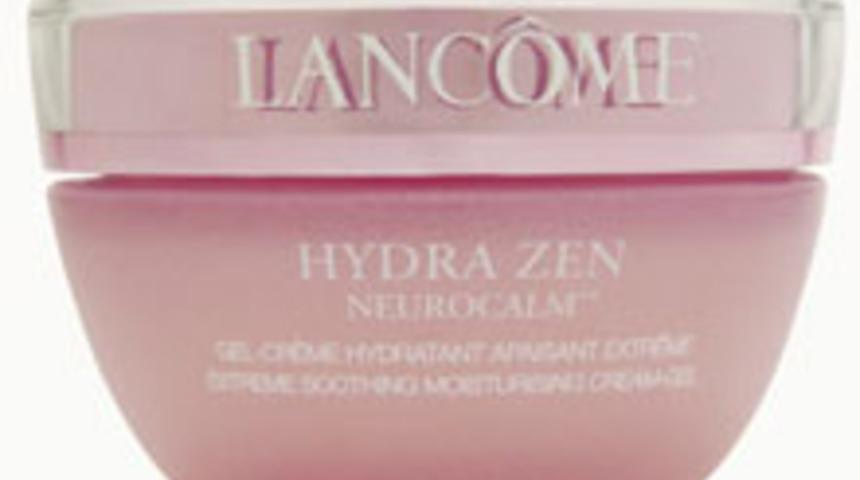 LANCÔME
HYDRA ZEN
NEUROCALM™
GEL-CRÈME HYDRATANT APAISANT EXTRÊME
EXTREME SOOTHING MOISTURISING CREAM-GEL